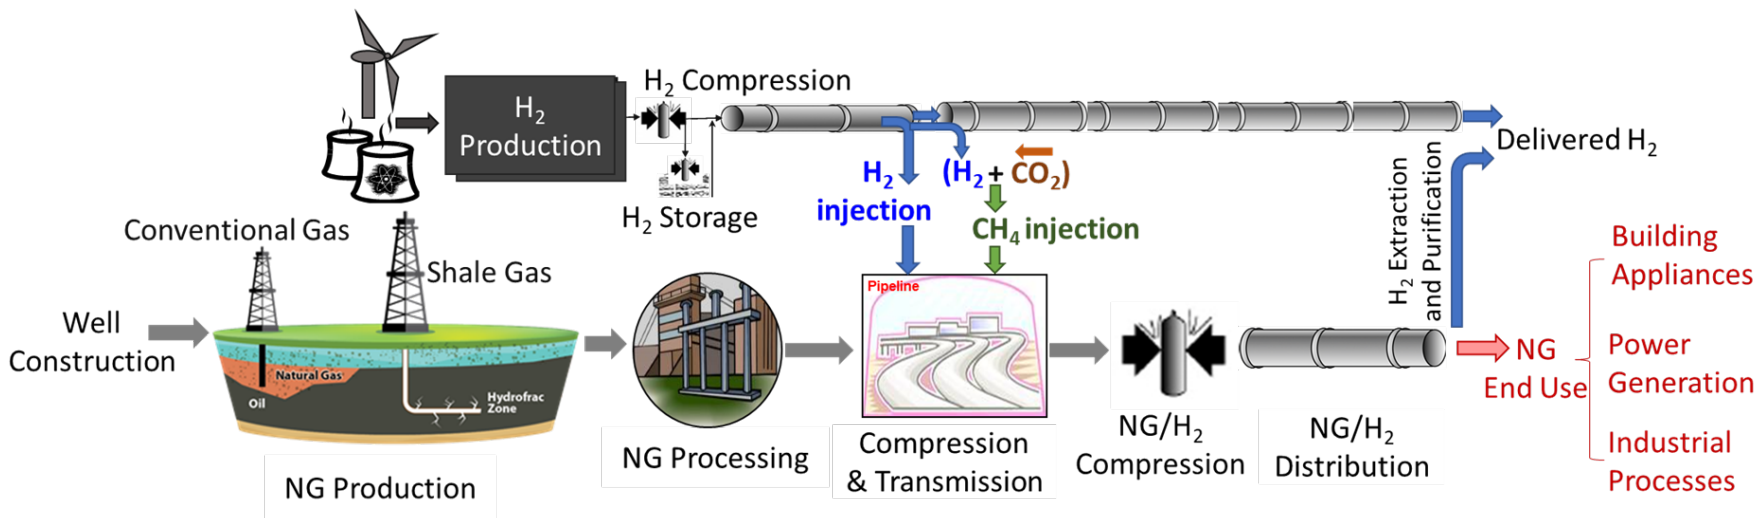 H₂ Compression
H₂
Production
Delivered H₂
H₂
injection
(H₂ + CO₂)
CH₄ injection
H₂ Storage
H₂ Extraction
and Purification
Conventional Gas
Shale Gas
Well
Construction
Natural Gas
Oil
Hydrofrac
Zone
Pipeline
NG Production
NG Processing
Compression
& Transmission
NG/H₂
Compression
NG/H₂
Distribution
NG
End Use
Building
Appliances
Power
Generation
Industrial
Processes